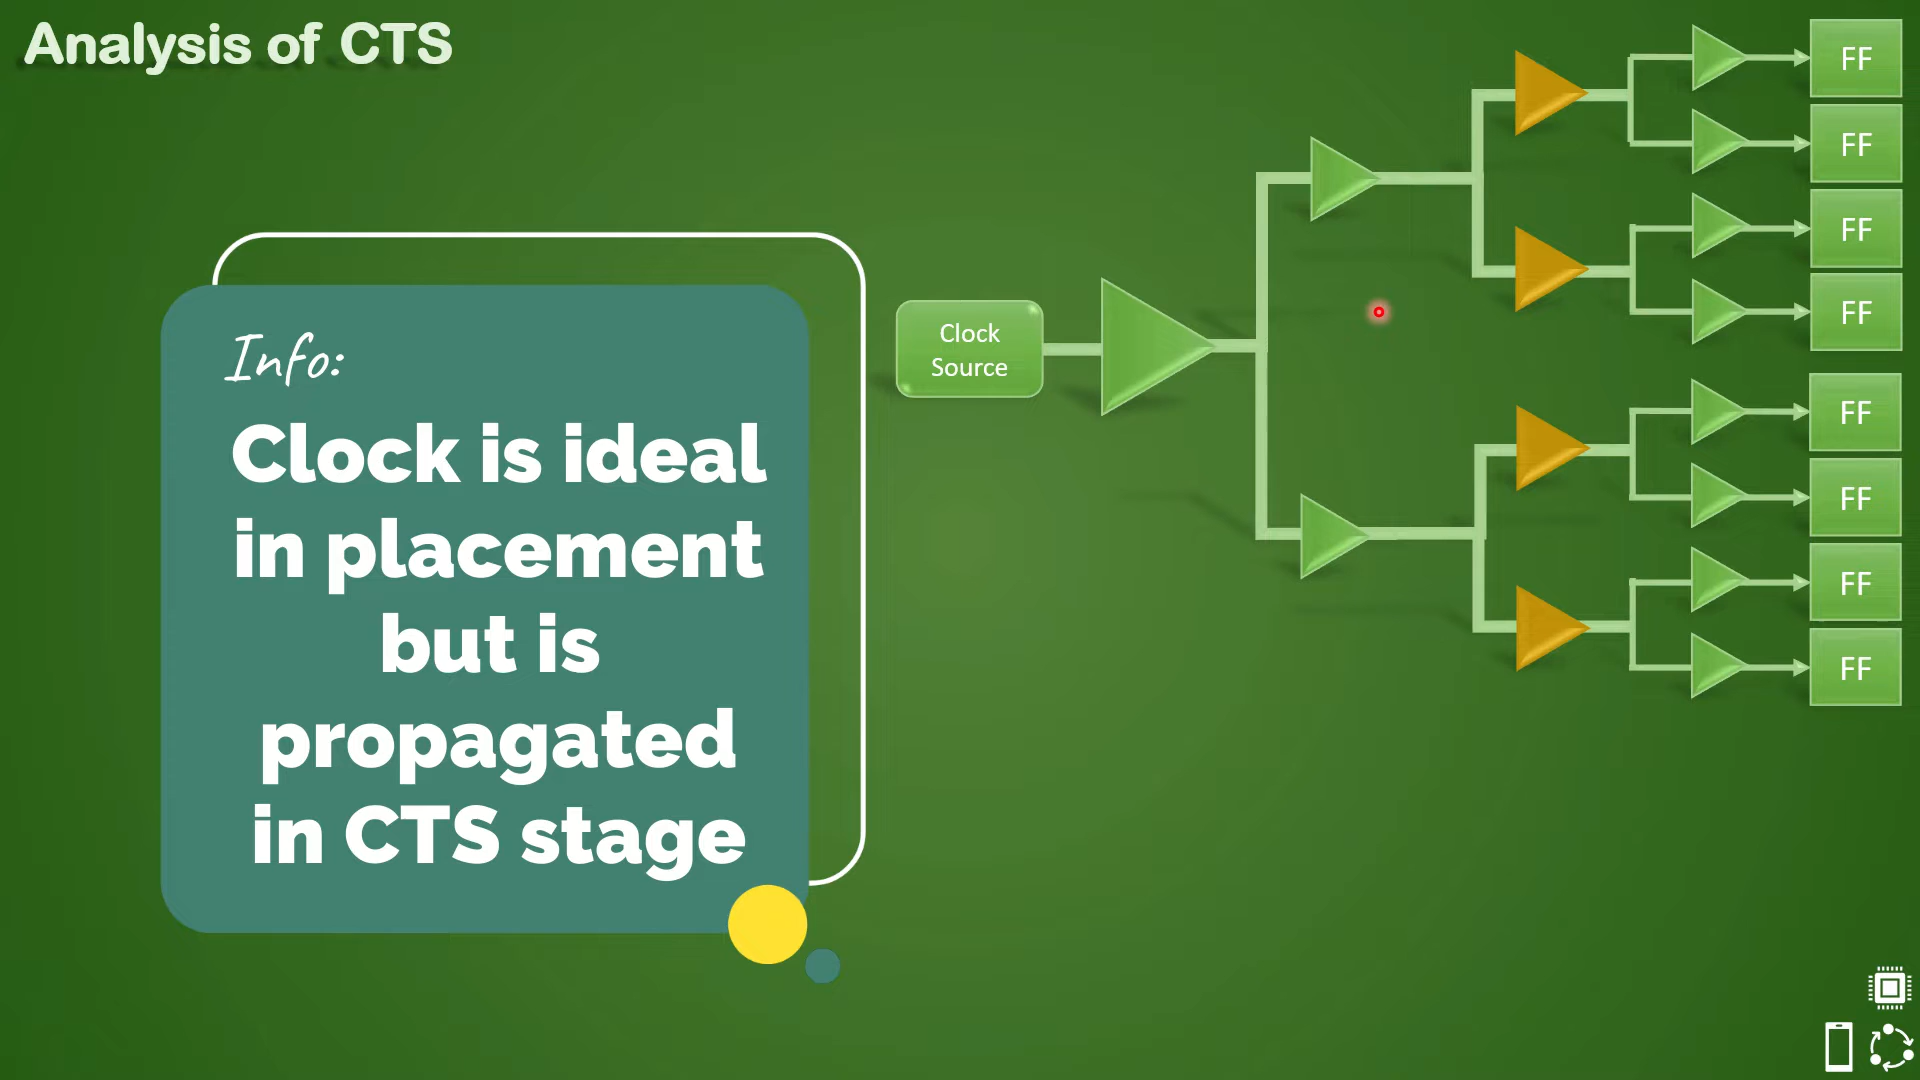 Analysis of CTS
Info:
Clock is ideal
in placement
but is
propagated
in CTS stage
Clock
Source
FF
FF
FF
FF
FF
FF
FF
FF